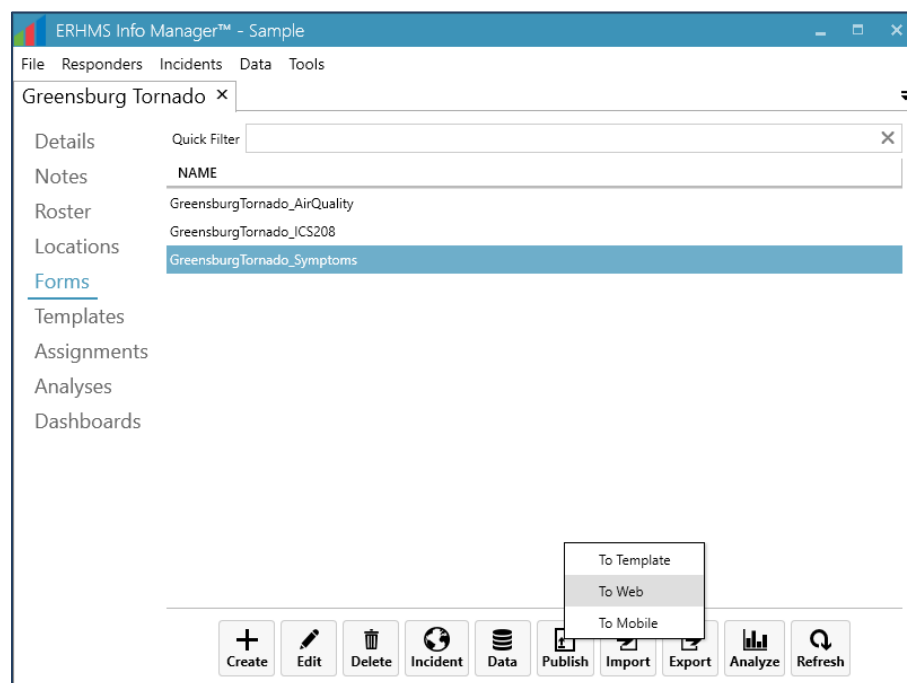 ERHMS Info Manager™ - Sample
File Responders Incidents Data Tools
Greensburg Tornado
Details
Notes
Roster
Locations
Forms
Templates
Assignments
Analyses
Dashboards
Quick Filter
NAME
GreensburgTornado_AirQuality
GreensburgTornado_ICS208
GreensburgTornado_Symptoms
To Template
To Web
To Mobile
Create Edit Delete Incident Data Publish Import Export Analyze Refresh